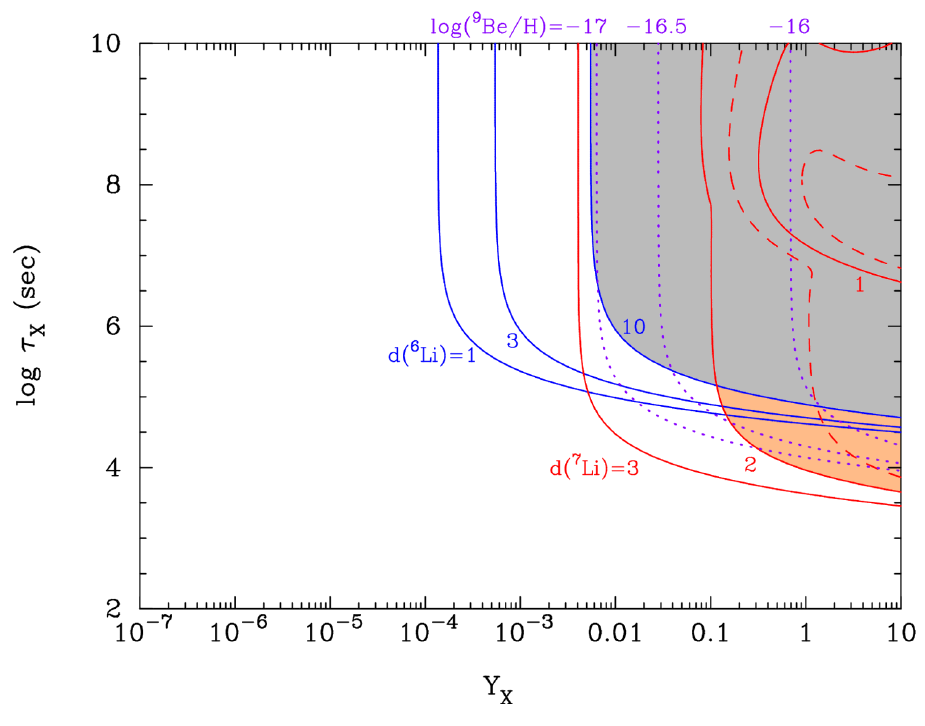 log(⁹Be/H)=−17 −16.5 −16
10
8
6
4
2
log τ_X (sec)
d(⁶Li)=1
3
10
1
d(⁷Li)=3
2
10⁻⁷ 10⁻⁶ 10⁻⁵ 10⁻⁴ 10⁻³ 0.01 0.1 1 10
Y_X